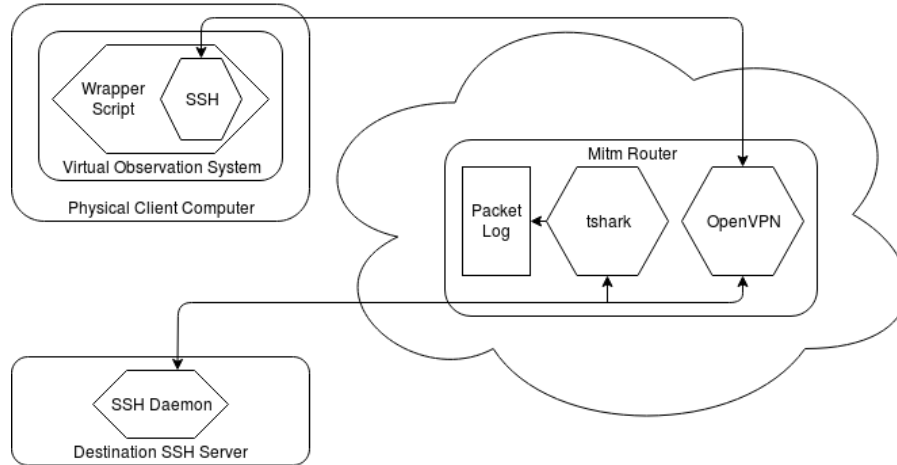 Wrapper
Script
SSH
Virtual Observation System
Physical Client Computer
Mitm Router
Packet
Log
tshark
OpenVPN
SSH Daemon
Destination SSH Server